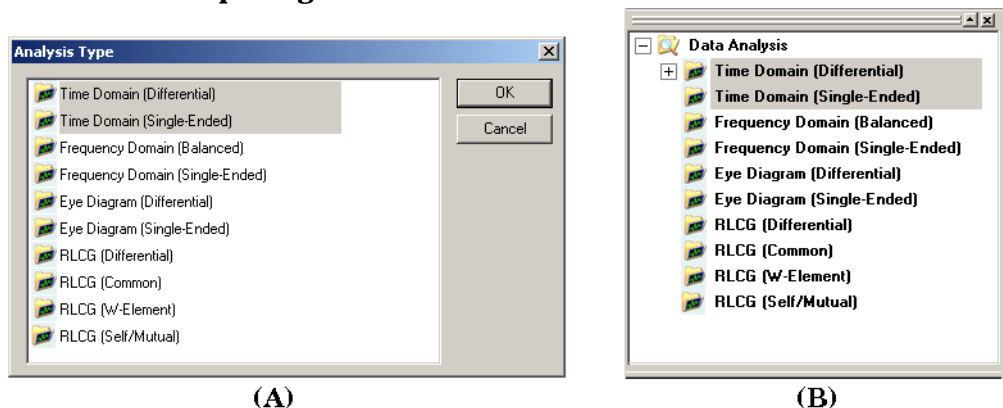 Analysis Type
Time Domain (Differential)
Time Domain (Single-Ended)
Frequency Domain (Balanced)
Frequency Domain (Single-Ended)
Eye Diagram (Differential)
Eye Diagram (Single-Ended)
RLCG (Differential)
RLCG (Common)
RLCG (W-Element)
RLCG (Self/Mutual)
OK
Cancel
(A)
Data Analysis
Time Domain (Differential)
Time Domain (Single-Ended)
Frequency Domain (Balanced)
Frequency Domain (Single-Ended)
Eye Diagram (Differential)
Eye Diagram (Single-Ended)
RLCG (Differential)
RLCG (Common)
RLCG (W-Element)
RLCG (Self/Mutual)
(B)